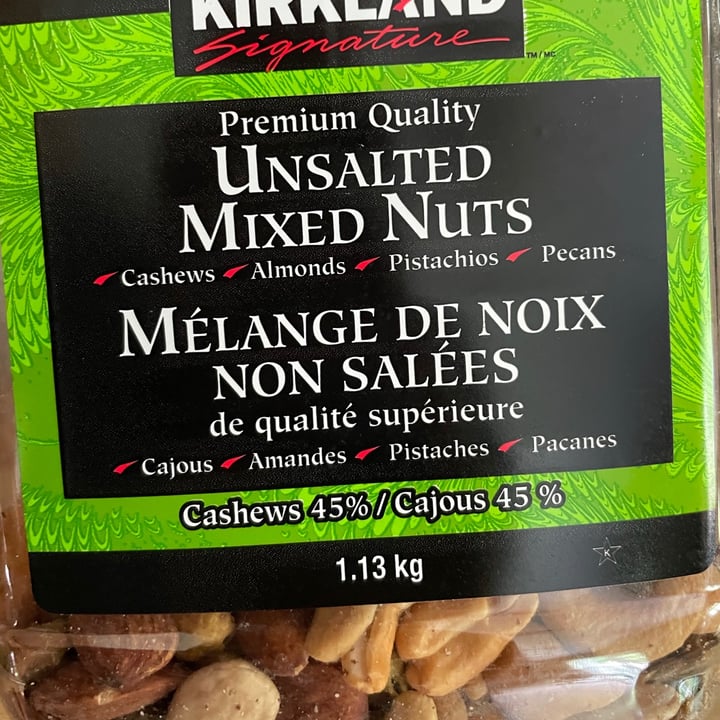 KIRKLAND
Signature
TM / MC
Premium Quality
UNSALTED
MIXED NUTS
Cashews Almonds Pistachios Pecans
MÉLANGE DE NOIX
NON SALÉES
de qualité supérieure
Cajous Amandes Pistaches Pacanes
Cashews 45% / Cajous 45 %
1.13 kg
K